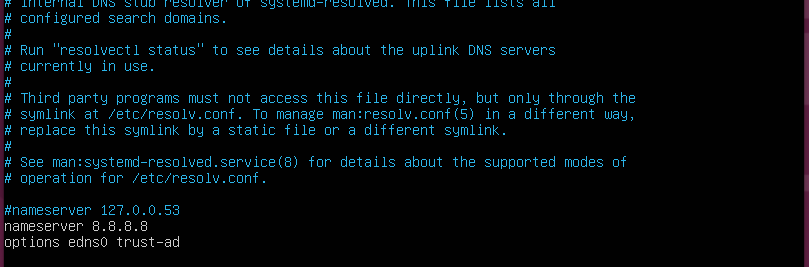 # internal DNS stub resolver of systemd-resolved. This file lists all
# configured search domains.
#
# Run "resolvectl status" to see details about the uplink DNS servers
# currently in use.
#
# Third party programs must not access this file directly, but only through the
# symlink at /etc/resolv.conf. To manage man:resolv.conf(5) in a different way,
# replace this symlink by a static file or a different symlink.
#
# See man:systemd-resolved.service(8) for details about the supported modes of
# operation for /etc/resolv.conf.
#nameserver 127.0.0.53
nameserver 8.8.8.8
options edns0 trust-ad